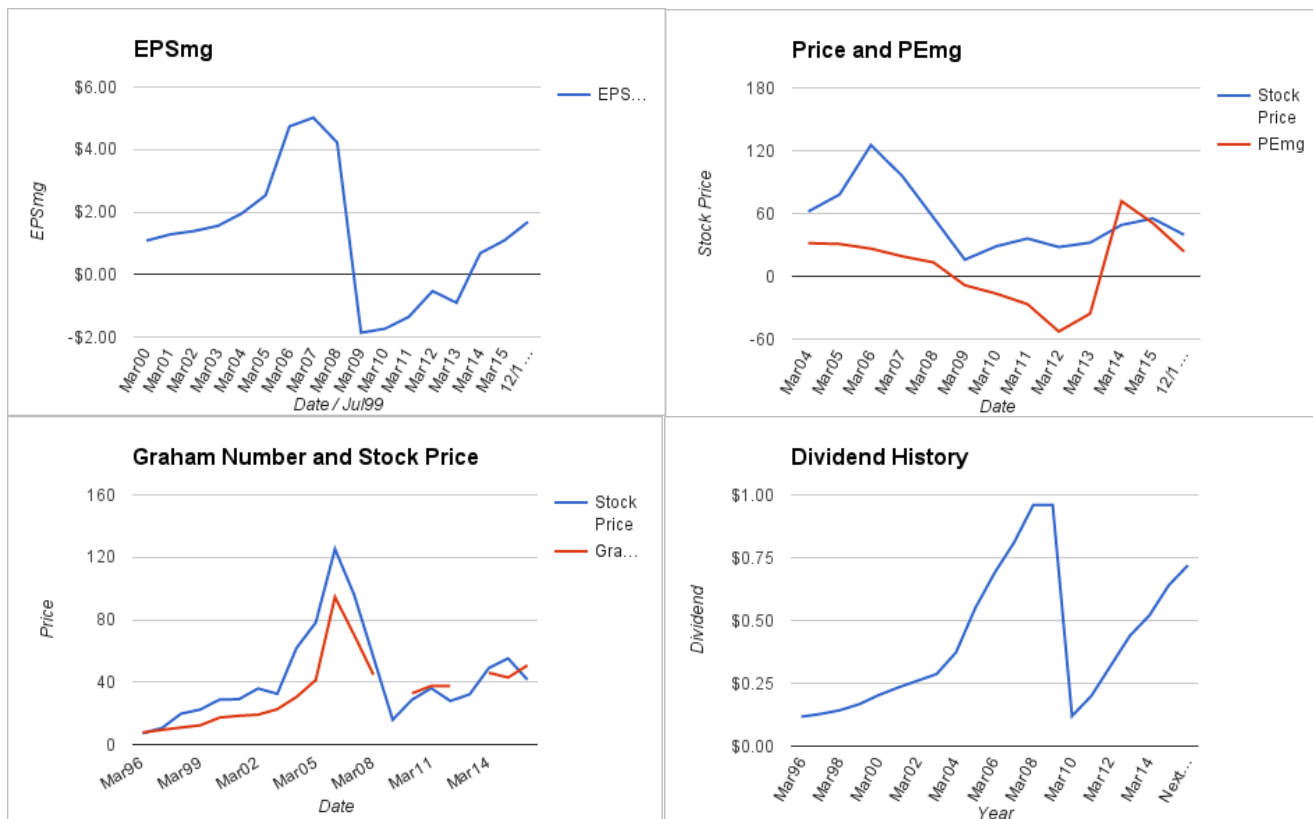 EPSmg
$6.00
$4.00
$2.00
$0.00
-$2.00
EPSmg
EPS...
Mar00
Mar01
Mar02
Mar03
Mar04
Mar05
Mar06
Mar07
Mar08
Mar09
Mar10
Mar11
Mar12
Mar13
Mar14
Mar15
12/1 ...
Date / Jul99
Price and PEmg
180
120
60
0
-60
Stock Price
Stock
Price
PEmg
Mar04
Mar05
Mar06
Mar07
Mar08
Mar09
Mar10
Mar11
Mar12
Mar13
Mar14
Mar15
12/1 ...
Date
Graham Number and Stock Price
160
120
80
40
0
Price
Stock
Price
Gra...
Mar96
Mar99
Mar02
Mar05
Mar08
Mar11
Mar14
Date
Dividend History
$1.00
$0.75
$0.50
$0.25
$0.00
Dividend
Mar96
Mar98
Mar00
Mar02
Mar04
Mar06
Mar08
Mar10
Mar12
Mar14
Next...
Year